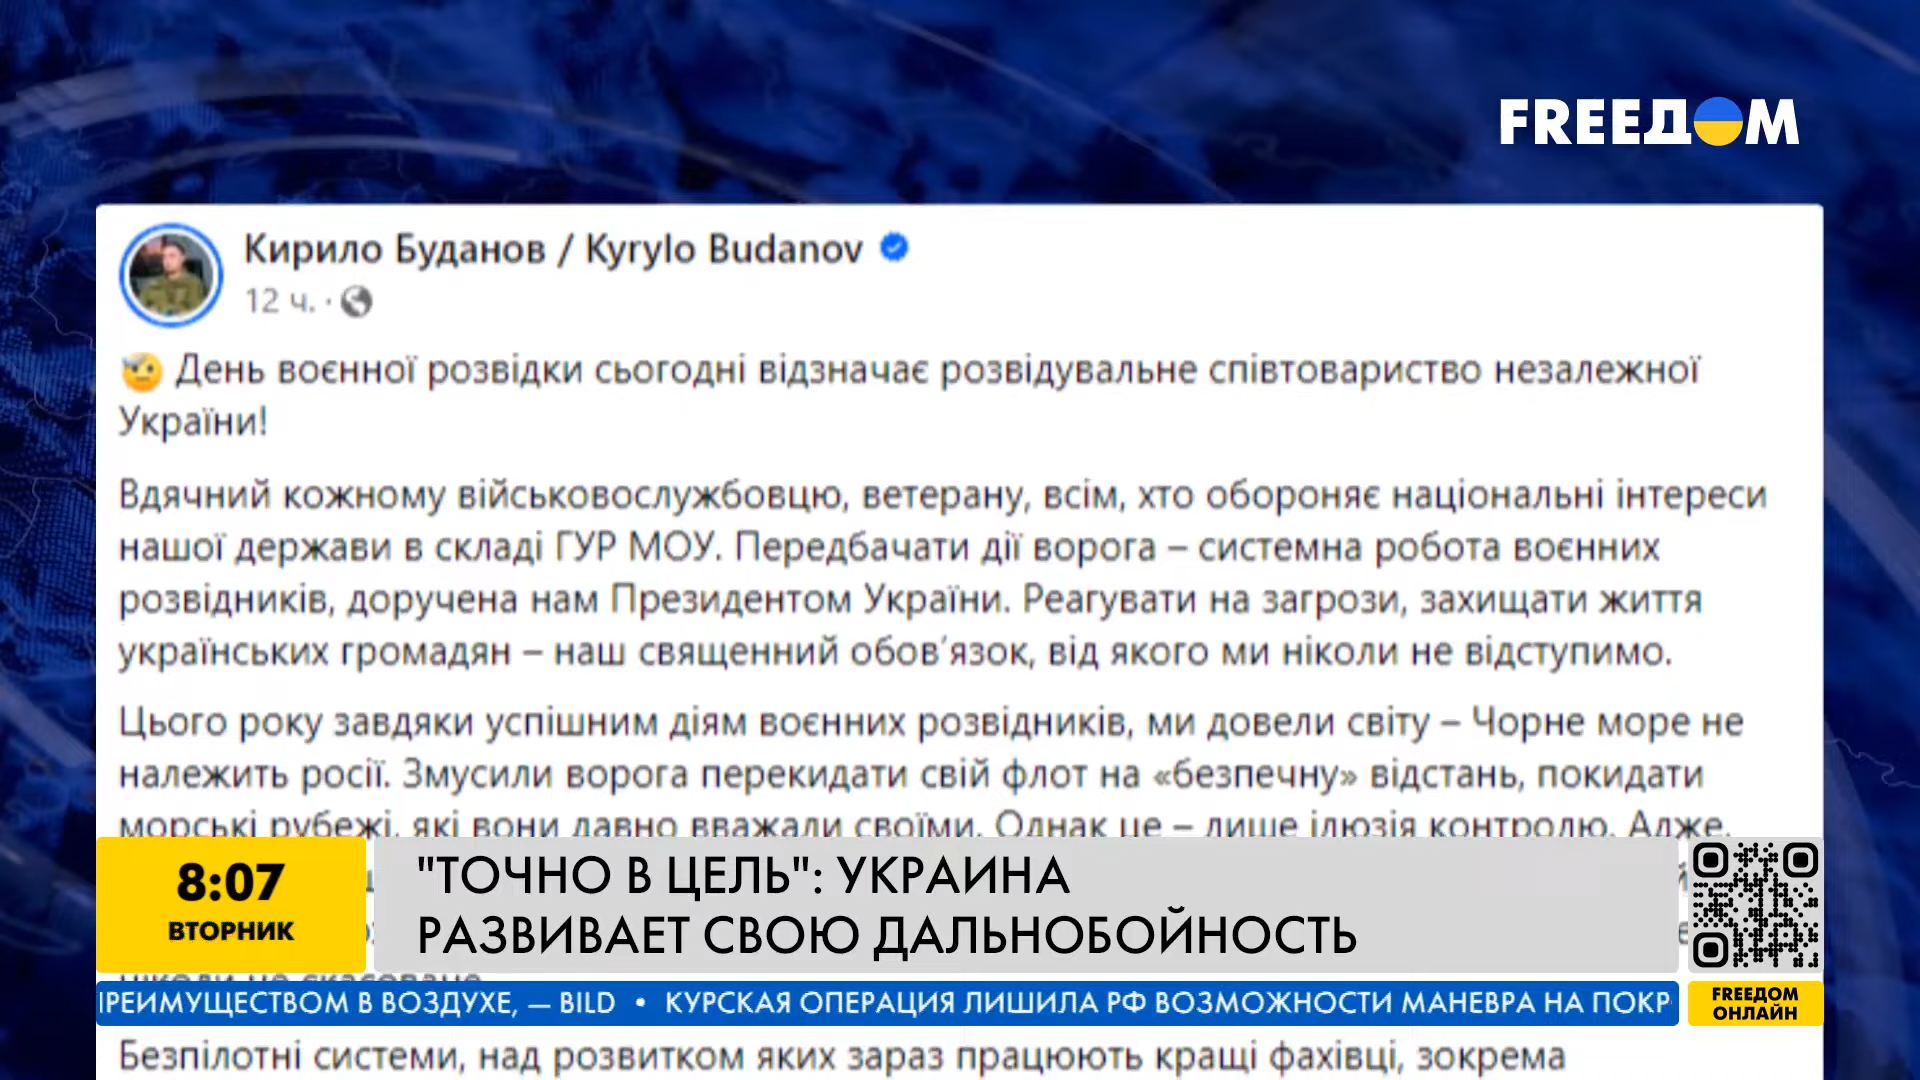 FREEДОМ
Кирило Буданов / Kyrylo Budanov
12 ч. ·
День воєнної розвідки сьогодні відзначає розвідувальне співтовариство незалежної
України!
Вдячний кожному військовослужбовцю, ветерану, всім, хто обороняє національні інтереси
нашої держави в складі ГУР МОУ. Передбачати дії ворога – системна робота воєнних
розвідників, доручена нам Президентом України. Реагувати на загрози, захищати життя
українських громадян – наш священний обов’язок, від якого ми ніколи не відступимо.
Цього року завдяки успішним діям воєнних розвідників, ми довели світу – Чорне море не
належить росії. Змусили ворога перекидати свій флот на «безпечну» відстань, покидати
морські рубежі, які вони давно вважали своїми. Однак це – лише ілюзія контролю. Адже,
8:07
ВТОРНИК
"ТОЧНО В ЦЕЛЬ": УКРАИНА
РАЗВИВАЕТ СВОЮ ДАЛЬНОБОЙНОСТЬ
ПРЕИМУЩЕСТВОМ В ВОЗДУХЕ, — BILD • КУРСКАЯ ОПЕРАЦИЯ ЛИШИЛА РФ ВОЗМОЖНОСТИ МАНЕВРА НА ПОКР
FREEДОМ
ОНЛАЙН
Безпілотні системи, над розвитком яких зараз працюють кращі фахівці, зокрема